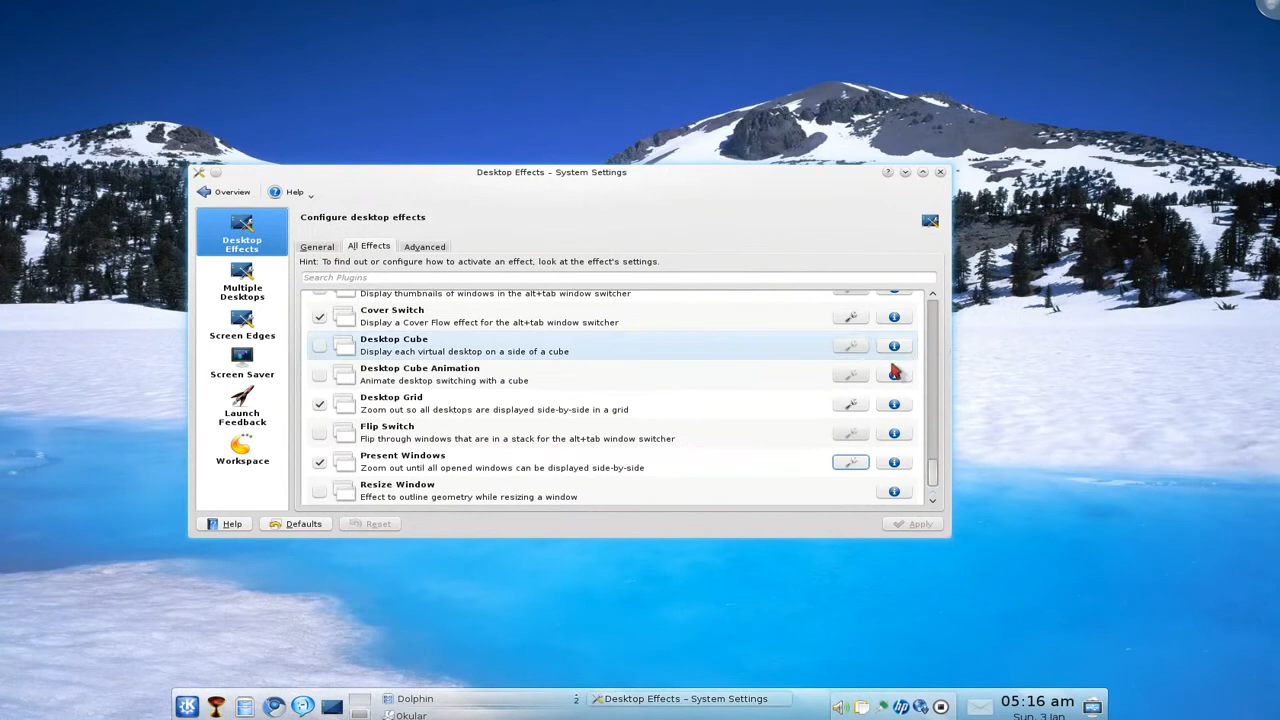 Desktop Effects – System Settings
Overview
Help
Configure desktop effects
Desktop Effects
General
All Effects
Advanced
Hint: To find out or configure how to activate an effect, look at the effect's settings.
Search Plugins
Display thumbnails of windows in the alt+tab window switcher
Cover Switch
Display a Cover Flow effect for the alt+tab window switcher
Desktop Cube
Display each virtual desktop on a side of a cube
Desktop Cube Animation
Animate desktop switching with a cube
Desktop Grid
Zoom out so all desktops are displayed side-by-side in a grid
Flip Switch
Flip through windows that are in a stack for the alt+tab window switcher
Present Windows
Zoom out until all opened windows can be displayed side-by-side
Resize Window
Effect to outline geometry while resizing a window
Multiple Desktops
Screen Edges
Screen Saver
Launch Feedback
Workspace
Help
Defaults
Reset
Apply
Dolphin
2
Desktop Effects – System Settings
Okular
hp
05:16 am
Sun, 3 Jan